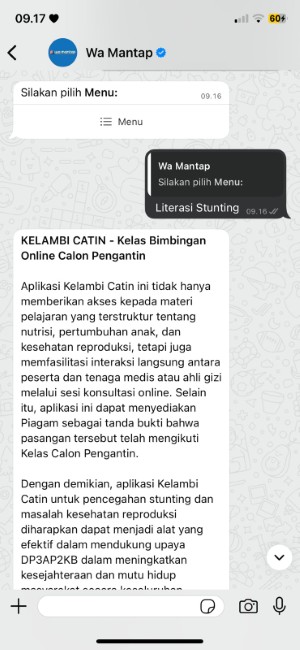 09.17
60
Wa Mantap
Silakan pilih Menu:
09.16
Menu
Wa Mantap
Silakan pilih Menu:
Literasi Stunting
09.16
KELAMBI CATIN - Kelas Bimbingan
Online Calon Pengantin
Aplikasi Kelambi Catin ini tidak hanya
memberikan akses kepada materi
pelajaran yang terstruktur tentang
nutrisi, pertumbuhan anak, dan
kesehatan reproduksi, tetapi juga
memfasilitasi interaksi langsung antara
peserta dan tenaga medis atau ahli gizi
melalui sesi konsultasi online. Selain
itu, aplikasi ini dapat menyediakan
Piagam sebagai tanda bukti bahwa
pasangan tersebut telah mengikuti
Kelas Calon Pengantin.
Dengan demikian, aplikasi Kelambi
Catin untuk pencegahan stunting dan
masalah kesehatan reproduksi
diharapkan dapat menjadi alat yang
efektif dalam mendukung upaya
DP3AP2KB dalam meningkatkan
kesejahteraan dan mutu hidup
masyarakat secara keseluruhan